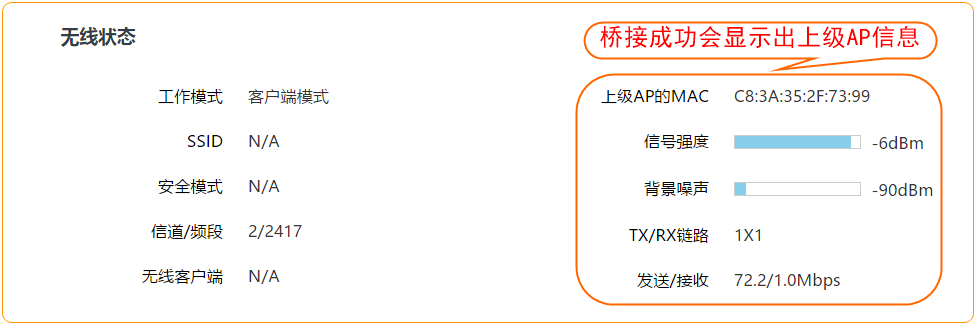 无线状态
桥接成功会显示出上级AP信息
工作模式 客户端模式
上级AP的MAC C8:3A:35:2F:73:99
SSID N/A
信号强度 -6dBm
安全模式 N/A
背景噪声 -90dBm
信道/频段 2/2417
TX/RX链路 1X1
无线客户端 N/A
发送/接收 72.2/1.0Mbps